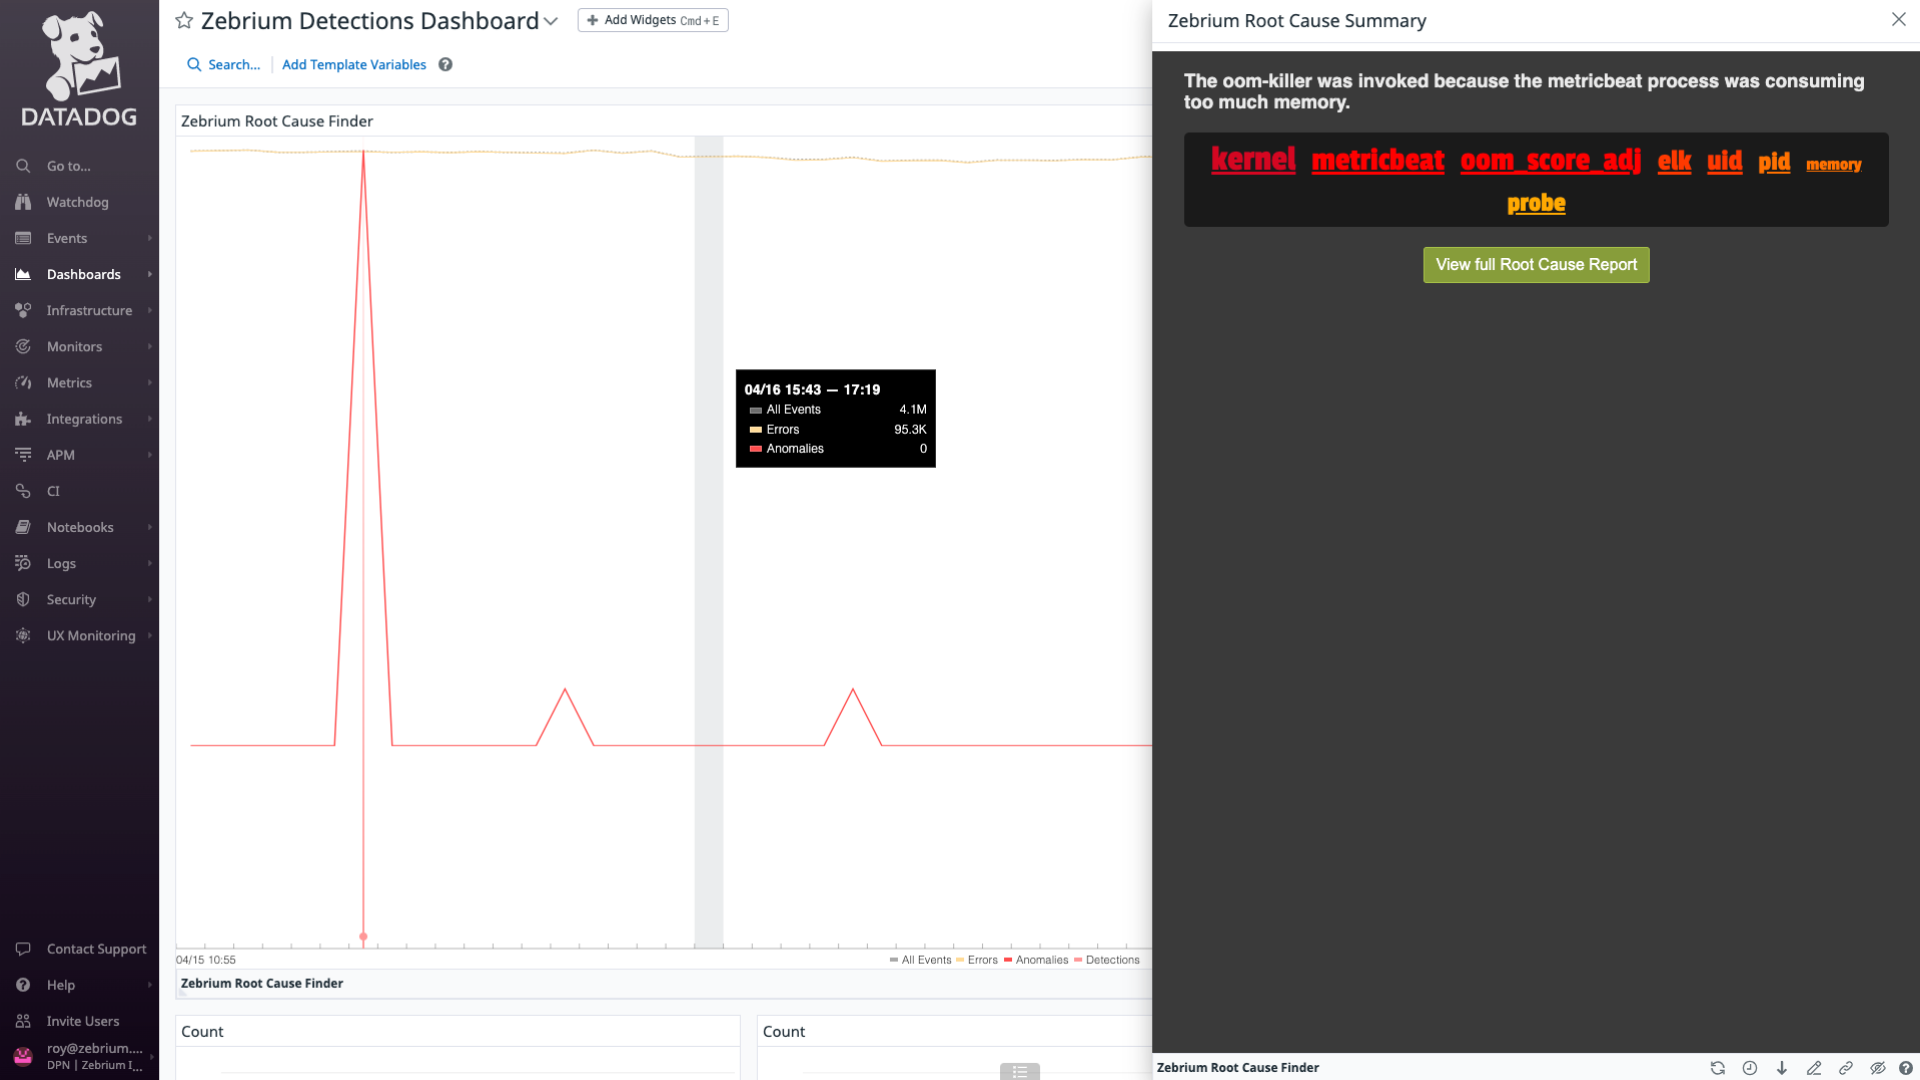 DATADOG
Go to...
Watchdog
Events
Dashboards
Infrastructure
Monitors
Metrics
Integrations
APM
CI
Notebooks
Logs
Security
UX Monitoring
Contact Support
Help
Invite Users
roy@zebrium....
DPN | Zebrium I...
Zebrium Detections Dashboard
+ Add Widgets Cmd + E
Search...
Add Template Variables
?
Zebrium Root Cause Finder
04/16 15:43 — 17:19
All Events 4.1M
Errors 95.3K
Anomalies 0
04/15 10:55
All Events Errors Anomalies Detections
Zebrium Root Cause Finder
Count
Count
Zebrium Root Cause Summary
The oom-killer was invoked because the metricbeat process was consuming
too much memory.
kernel metricbeat oom_score_adj elk uid pid memory
probe
View full Root Cause Report
Zebrium Root Cause Finder